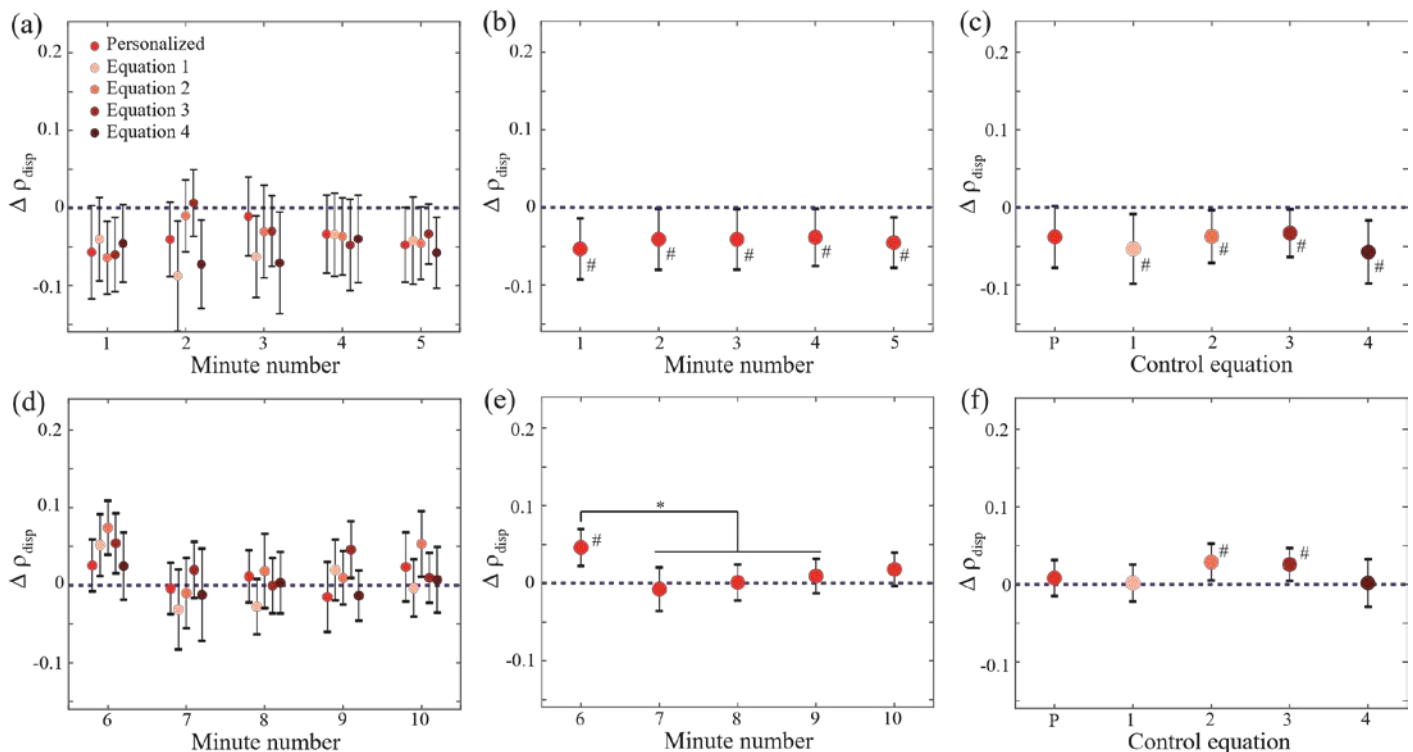 (a)
Personalized
Equation 1
Equation 2
Equation 3
Equation 4
0.2
0.1
0
-0.1
Δ ρdisp
1 2 3 4 5
Minute number
(b)
0.2
0.1
0
-0.1
Δ ρdisp
# # # # #
1 2 3 4 5
Minute number
(c)
0.2
0.1
0
-0.1
Δ ρdisp
# # # #
P 1 2 3 4
Control equation
(d)
0.2
0.1
0
-0.1
Δ ρdisp
6 7 8 9 10
Minute number
(e)
0.2
0.1
0
-0.1
Δ ρdisp
*
#
6 7 8 9 10
Minute number
(f)
0.2
0.1
0
-0.1
Δ ρdisp
# #
P 1 2 3 4
Control equation